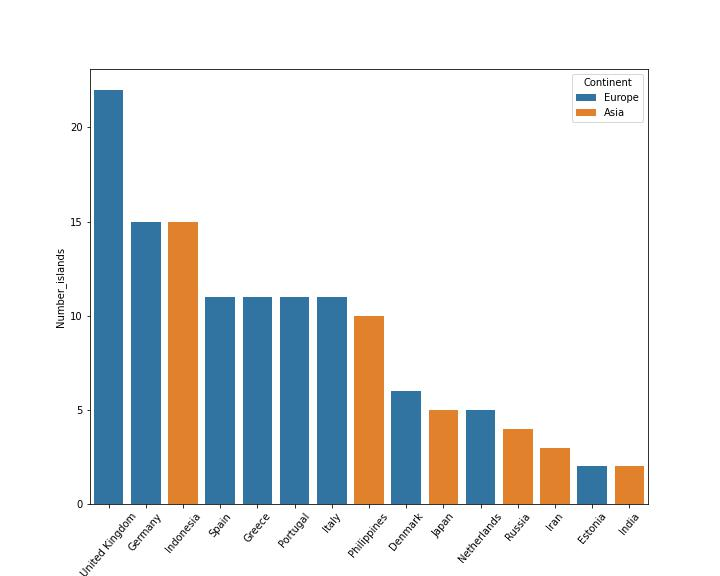 Continent
Europe
Asia
Number_islands
20
15
10
5
0
United Kingdom
Germany
Indonesia
Spain
Greece
Portugal
Italy
Philippines
Denmark
Japan
Netherlands
Russia
Iran
Estonia
India